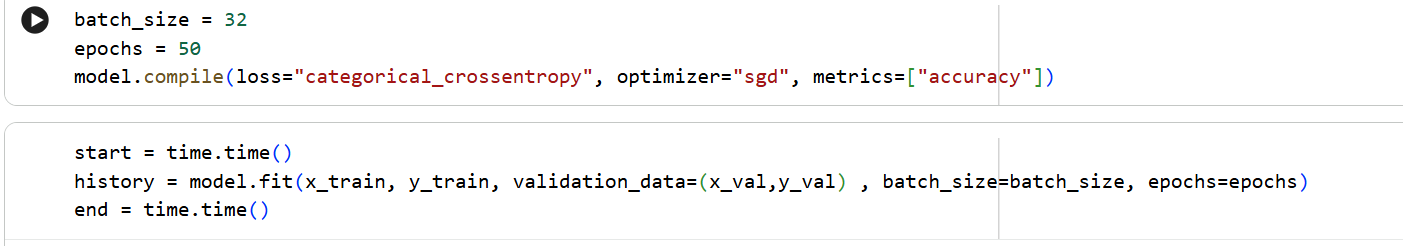 batch_size = 32
epochs = 50
model.compile(loss="categorical_crossentropy", optimizer="sgd", metrics=["accuracy"])
start = time.time()
history = model.fit(x_train, y_train, validation_data=(x_val,y_val) , batch_size=batch_size, epochs=epochs)
end = time.time()